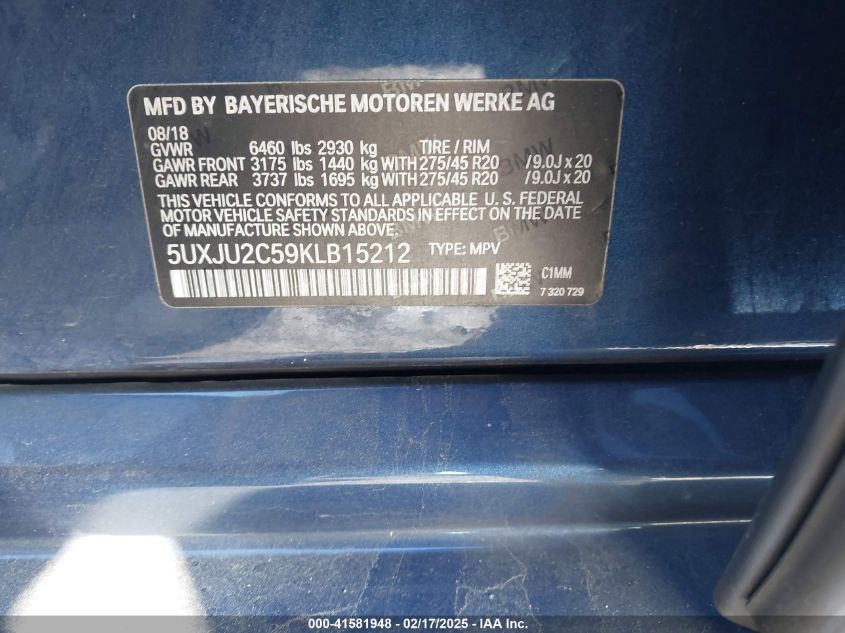 MFD BY BAYERISCHE MOTOREN WERKE AG
08/18
GVWR 6460 lbs 2930 kg TIRE / RIM
GAWR FRONT 3175 lbs 1440 kg WITH 275/45 R20 /9.0J x 20
GAWR REAR 3737 lbs 1695 kg WITH 275/45 R20 /9.0J x 20
THIS VEHICLE CONFORMS TO ALL APPLICABLE U. S. FEDERAL
MOTOR VEHICLE SAFETY STANDARDS IN EFFECT ON THE DATE
OF MANUFACTURE SHOWN ABOVE.
5UXJU2C59KLB15212 TYPE: MPV
C1MM
7 320 729
000-41581948 - 02/17/2025 - IAA, Inc.